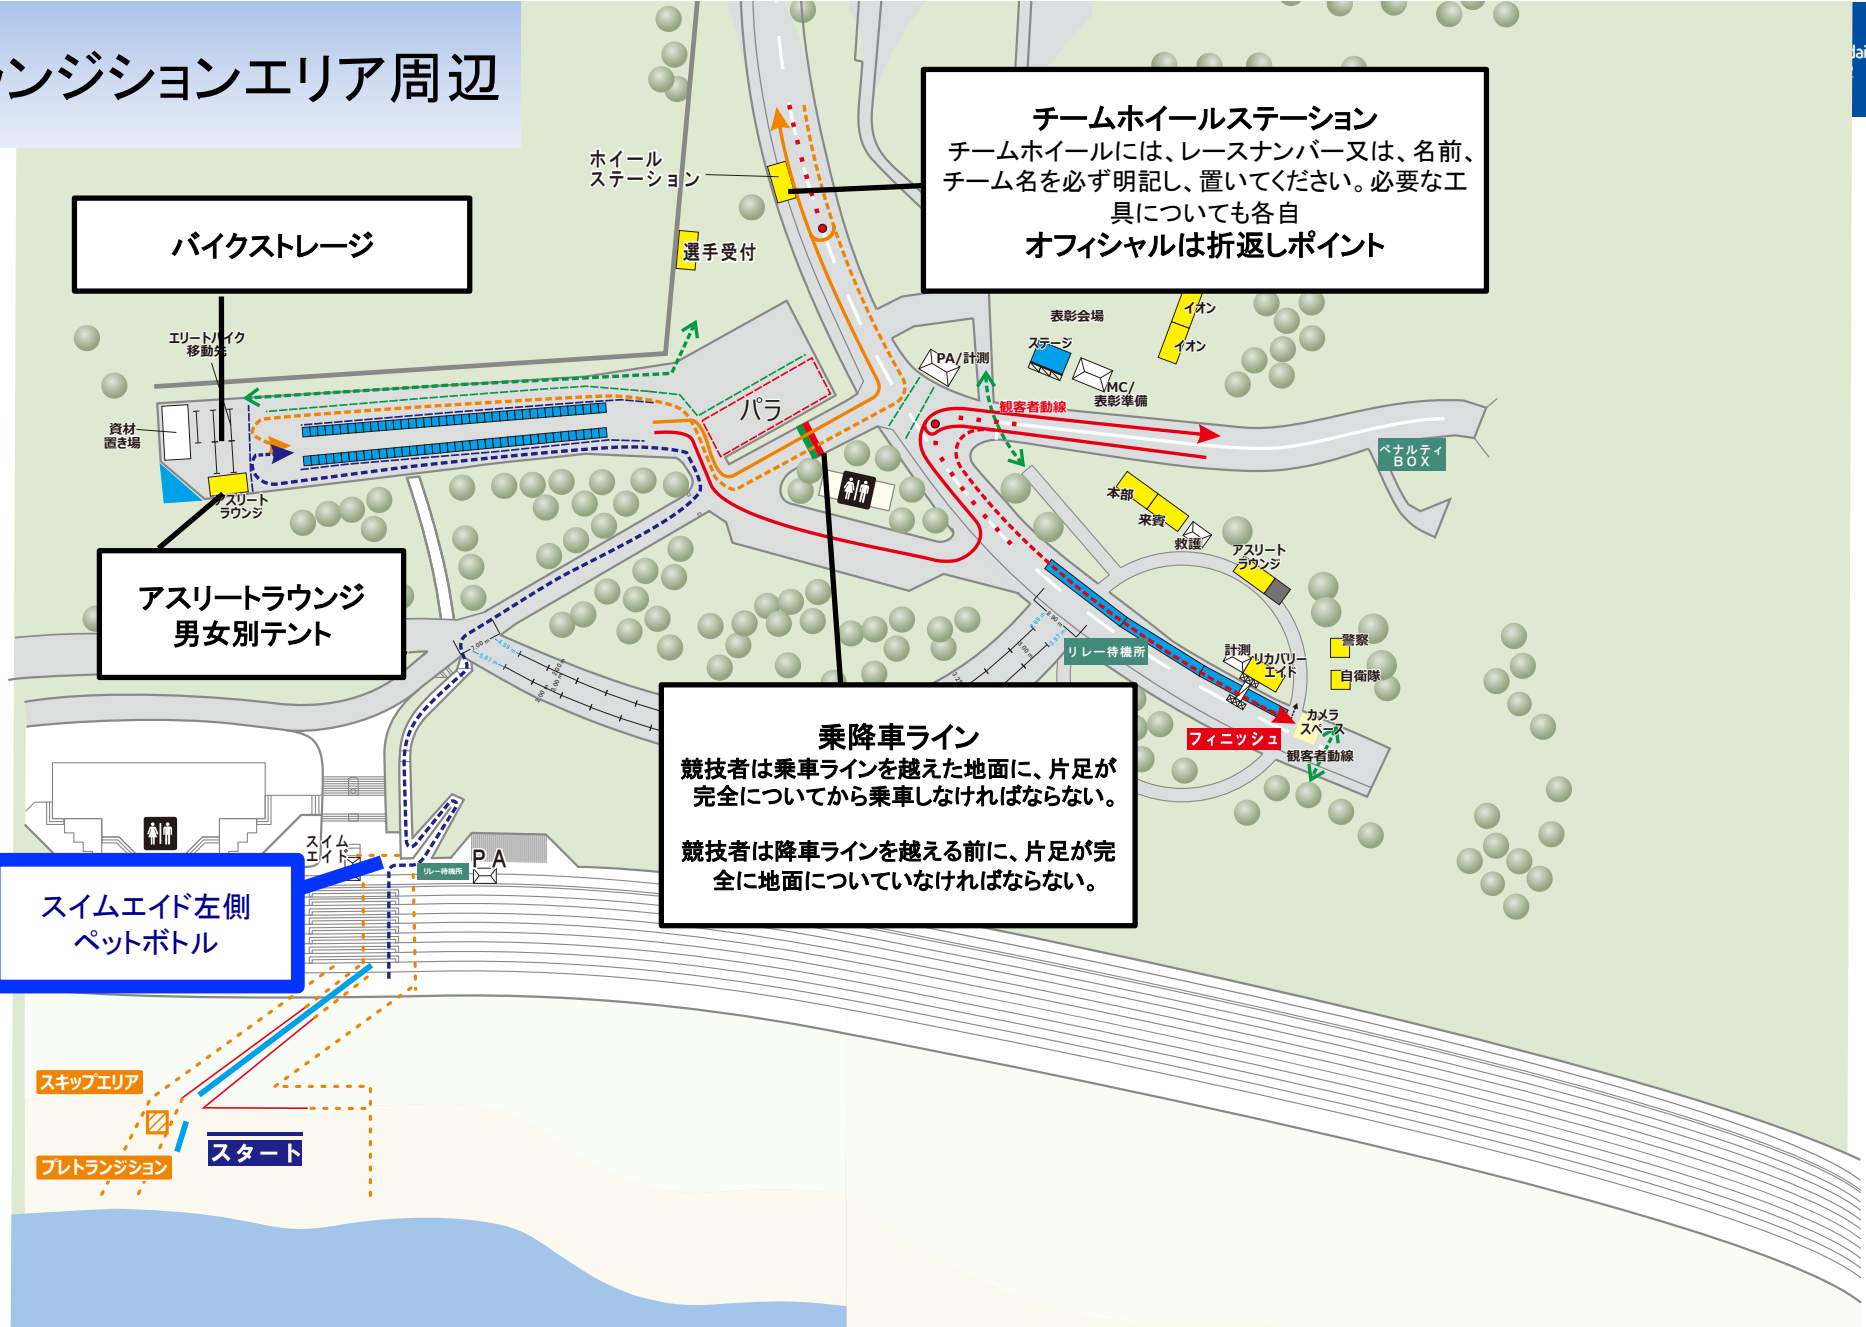 ンジションエリア周辺
dai
チームホイールステーション
チームホイールには、レースナンバー又は、名前、
チーム名を必ず明記し、置いてください。必要な工
具についても各自
オフィシャルは折返しポイント
ホイール
ステーション
選手受付
バイクストレージ
エリートバイク
移動先
資材
置き場
アスリート
ラウンジ
アスリートラウンジ
男女別テント
パラ
PA/計測
表彰会場
ステージ
MC/
表彰準備
イオン
イオン
観客者動線
ペナルティ
BOX
本部
来賓
救護
アスリート
ラウンジ
リレー待機所
計測
リカバリー
エイド
警察
自衛隊
カメラ
スペース
フィニッシュ
観客者動線
乗降車ライン
競技者は乗車ラインを越えた地面に、片足が
完全についてから乗車しなければならない。
競技者は降車ラインを越える前に、片足が完
全に地面についていなければならない。
スイム
エイド
リレー待機所
PA
スイムエイド左側
ペットボトル
スキップエリア
プレトランジション
スタート